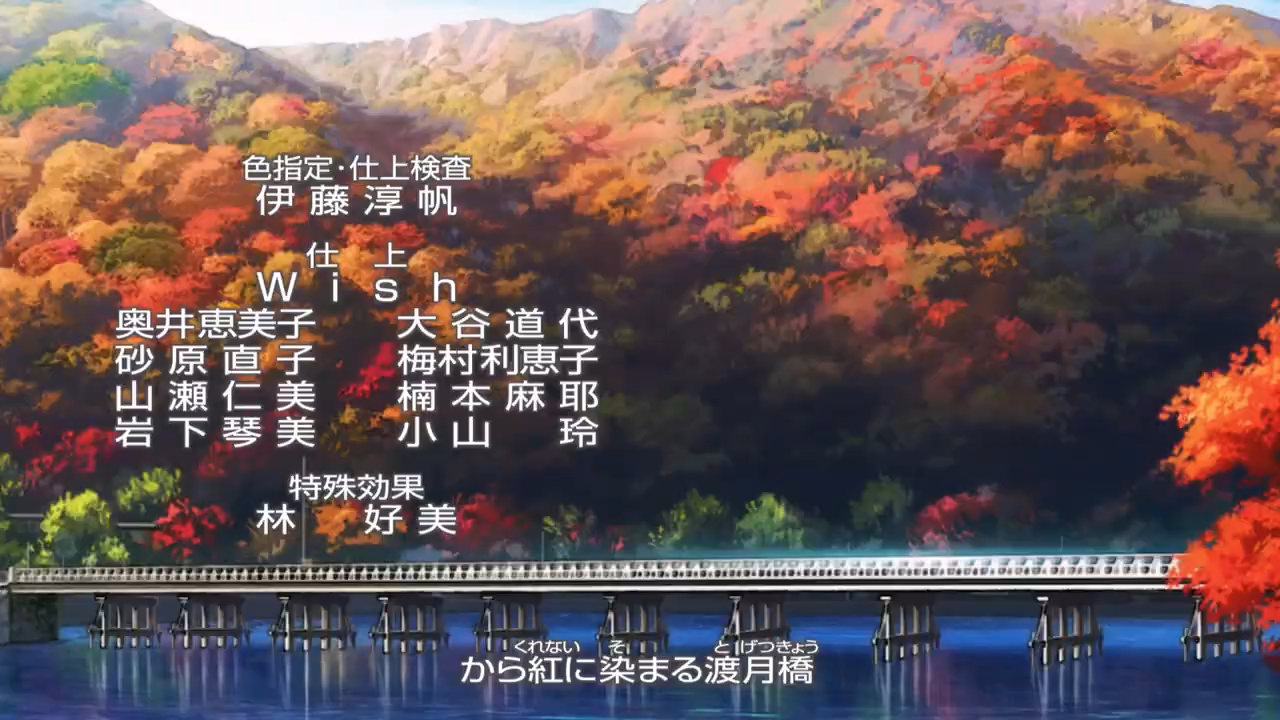 色指定・仕上検査
伊藤淳帆
仕上
Wish
奥井恵美子 大谷道代
砂原直子 梅村利恵子
山瀬仁美 楠本麻耶
岩下琴美 小山玲
特殊効果
林好美
くれない そ とげつきょう
から紅に染まる渡月橋